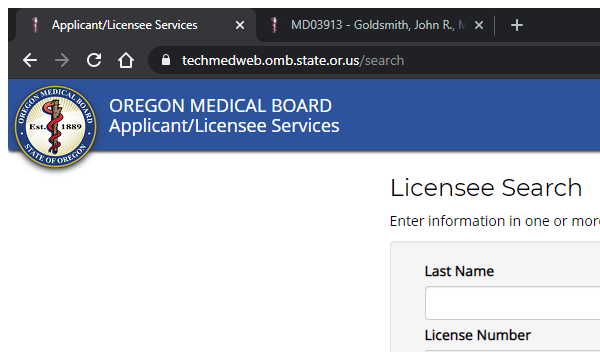 Applicant/Licensee Services
MD03913 - Goldsmith, John R.,
techmedweb.omb.state.or.us/search
OREGON MEDICAL BOARD
Est. 1889
STATE OF OREGON
OREGON MEDICAL BOARD
Applicant/Licensee Services
Licensee Search
Enter information in one or more
Last Name
License Number